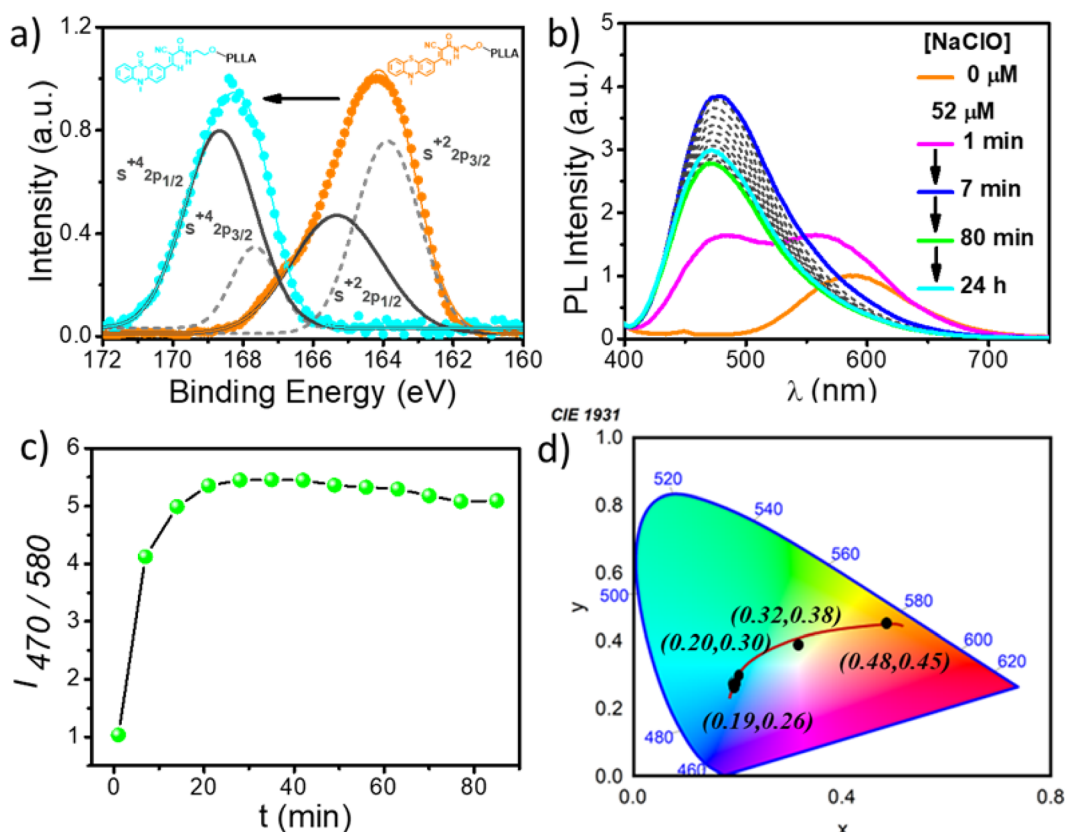 a)
Intensity (a.u.)
1.2
0.8
0.4
0.0
NC
O
N
H
O
PLLA
S+4 2p1/2
S+4 2p3/2
S+2 2p3/2
S+2 2p1/2
172 170 168 166 164 162 160
Binding Energy (eV)
b)
PL Intensity (a.u.)
5
4
3
2
1
0
[NaClO]
0 μM
52 μM
1 min
7 min
80 min
24 h
400 500 600 700
λ (nm)
c)
I 470 / 580
6
5
4
3
2
1
0 20 40 60 80
t (min)
CIE 1931
d)
y
1.0
0.8
0.6
0.4
0.2
0.0
520
540
560
500
580
600
620
480
460
(0.32,0.38)
(0.20,0.30)
(0.48,0.45)
(0.19,0.26)
0.0 0.4 0.8
x